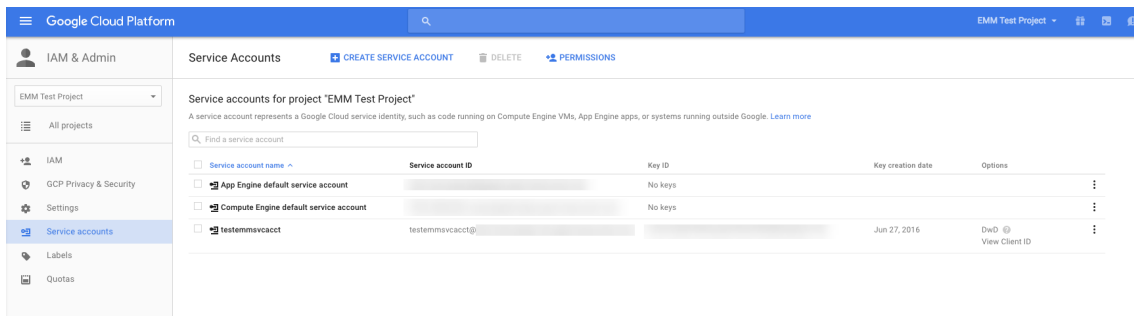 Google Cloud Platform
EMM Test Project
IAM & Admin
Service Accounts
CREATE SERVICE ACCOUNT
DELETE
PERMISSIONS
EMM Test Project
All projects
IAM
GCP Privacy & Security
Settings
Service accounts
Labels
Quotas
Service accounts for project "EMM Test Project"
A service account represents a Google Cloud service identity, such as code running on Compute Engine VMs, App Engine apps, or systems running outside Google. Learn more
Find a service account
Service account name Service account ID Key ID Key creation date Options
App Engine default service account No keys
Compute Engine default service account No keys
testemmsvcacct testemmsvcacct@ Jun 27, 2016 DwD
View Client ID